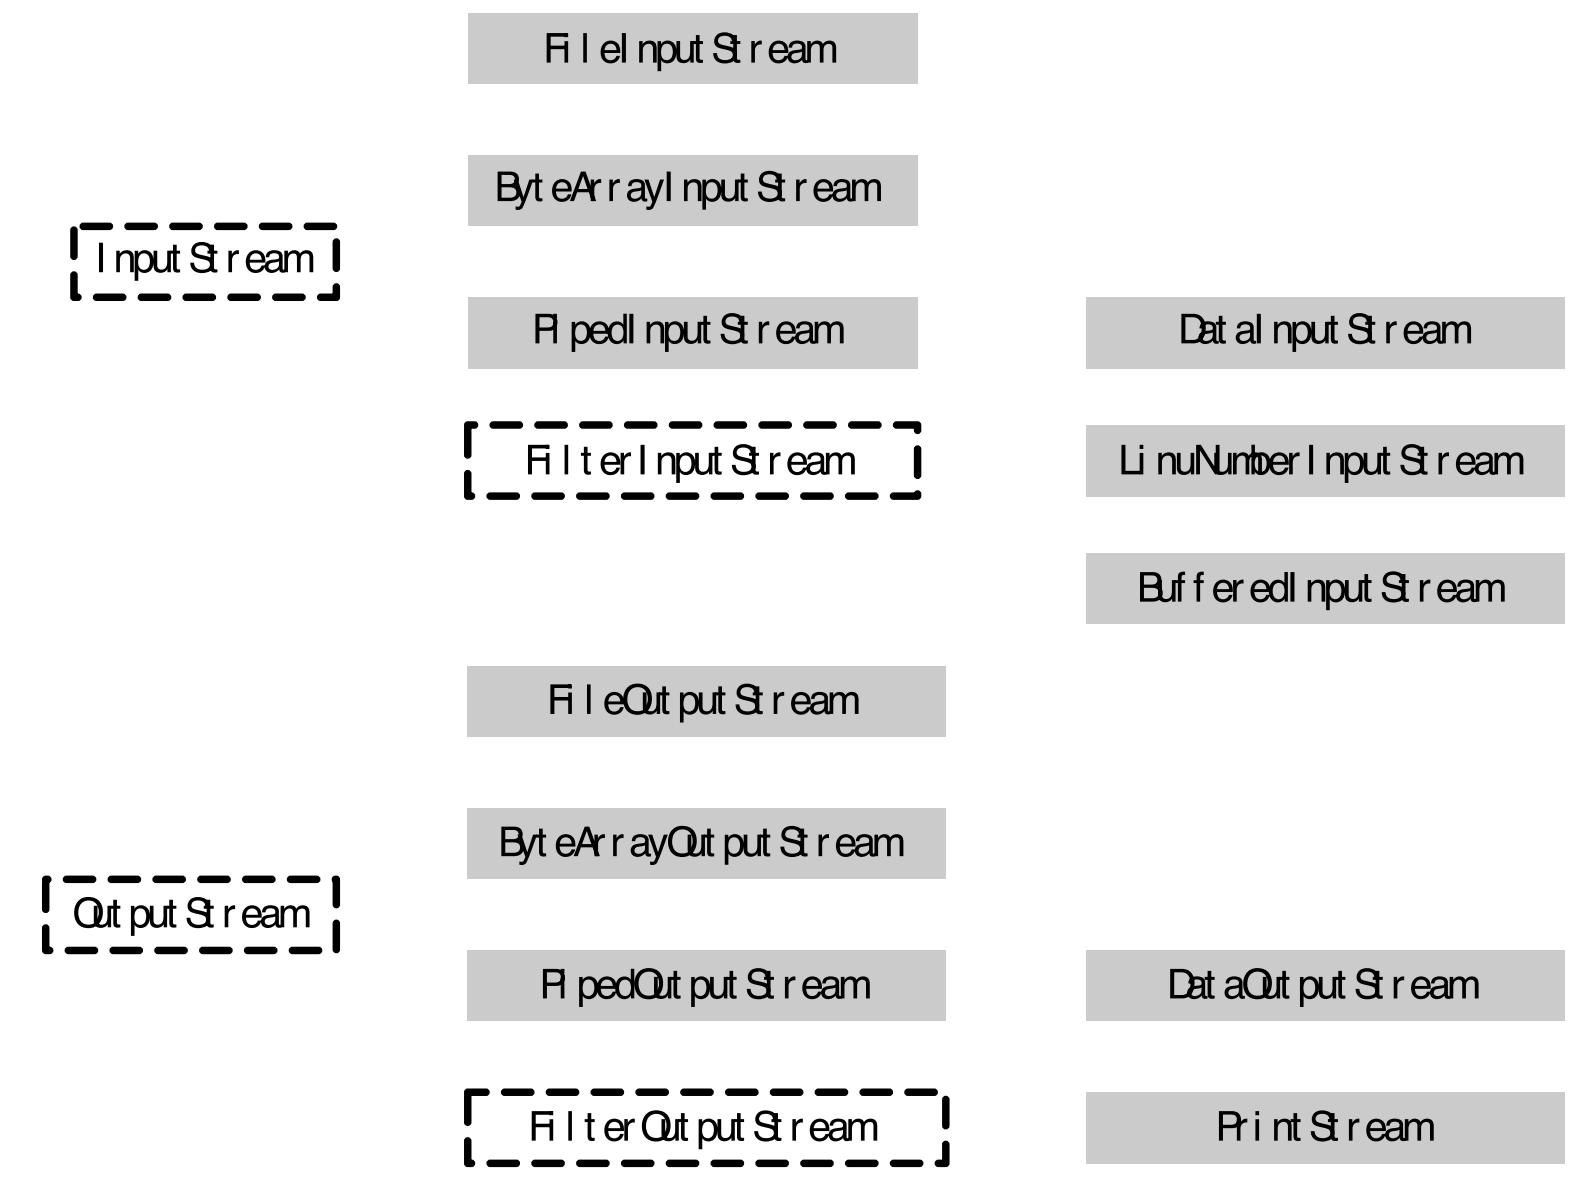 FileInputStream
ByteArrayInputStream
InputStream
PipedInputStream
DataInputStream
FilterInputStream
LinuNumberInputStream
BufferedInputStream
FileOutputStream
ByteArrayOutputStream
OutputStream
PipedOutputStream
DataOutputStream
FilterOutputStream
PrintStream